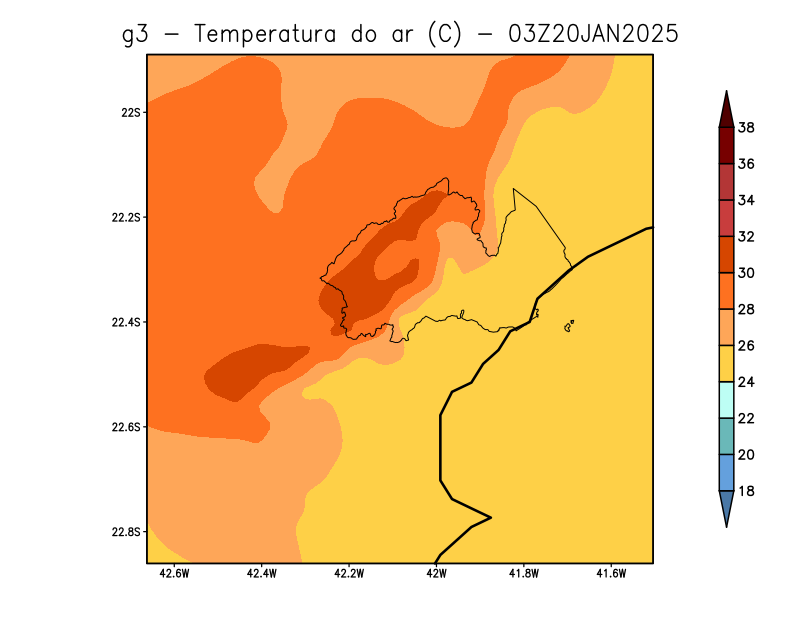 g3 − Temperatura do ar (C) − 03Z20JAN2025
22S
22.2S
22.4S
22.6S
22.8S
42.6W
42.4W
42.2W
42W
41.8W
41.6W
38
36
34
32
30
28
26
24
22
20
18